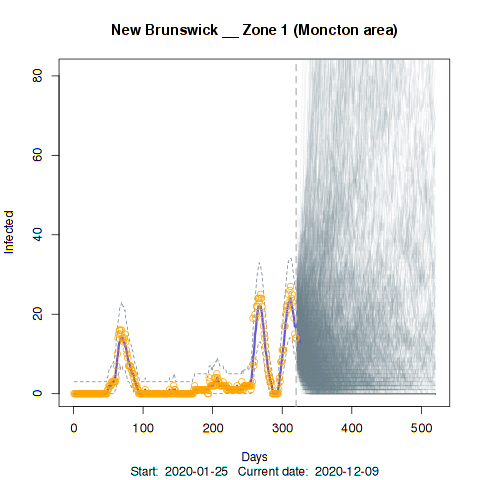 New Brunswick __ Zone 1 (Moncton area)
80
60
40
20
0
Infected
0 100 200 300 400 500
Days
Start: 2020-01-25 Current date: 2020-12-09